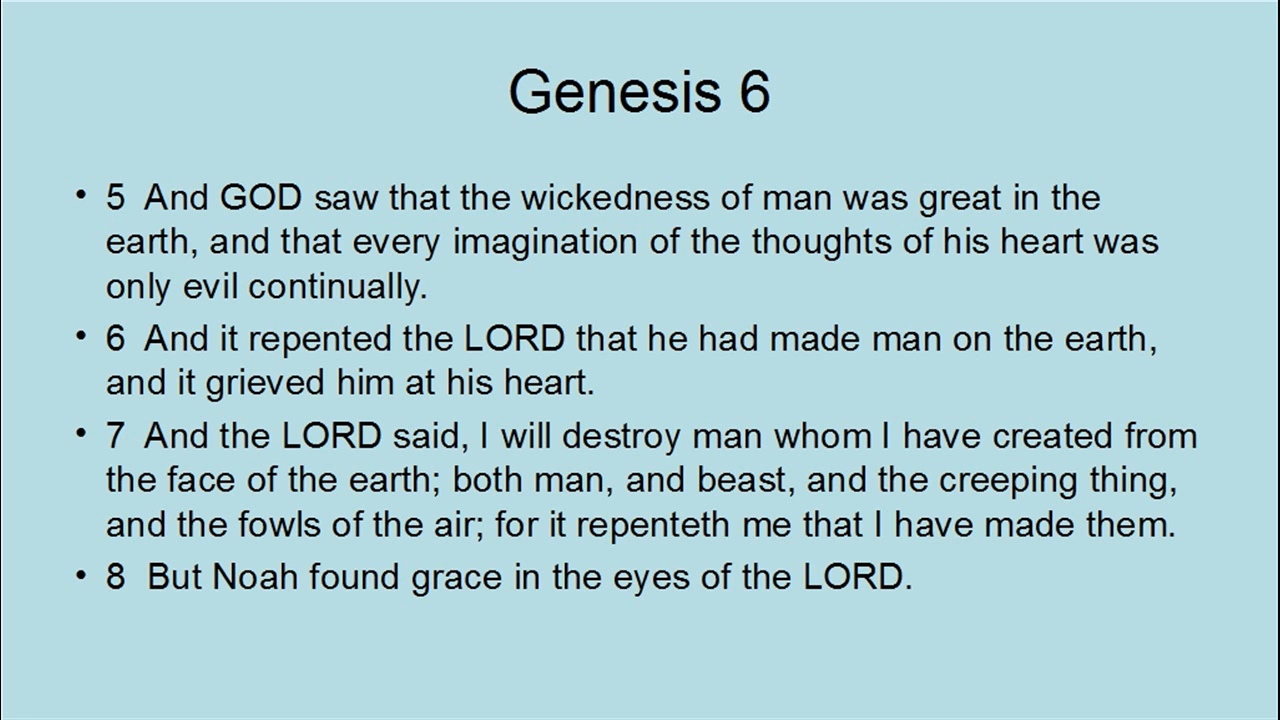 Genesis 6
• 5  And GOD saw that the wickedness of man was great in the
earth, and that every imagination of the thoughts of his heart was
only evil continually.
• 6  And it repented the LORD that he had made man on the earth,
and it grieved him at his heart.
• 7  And the LORD said, I will destroy man whom I have created from
the face of the earth; both man, and beast, and the creeping thing,
and the fowls of the air; for it repenteth me that I have made them.
• 8  But Noah found grace in the eyes of the LORD.